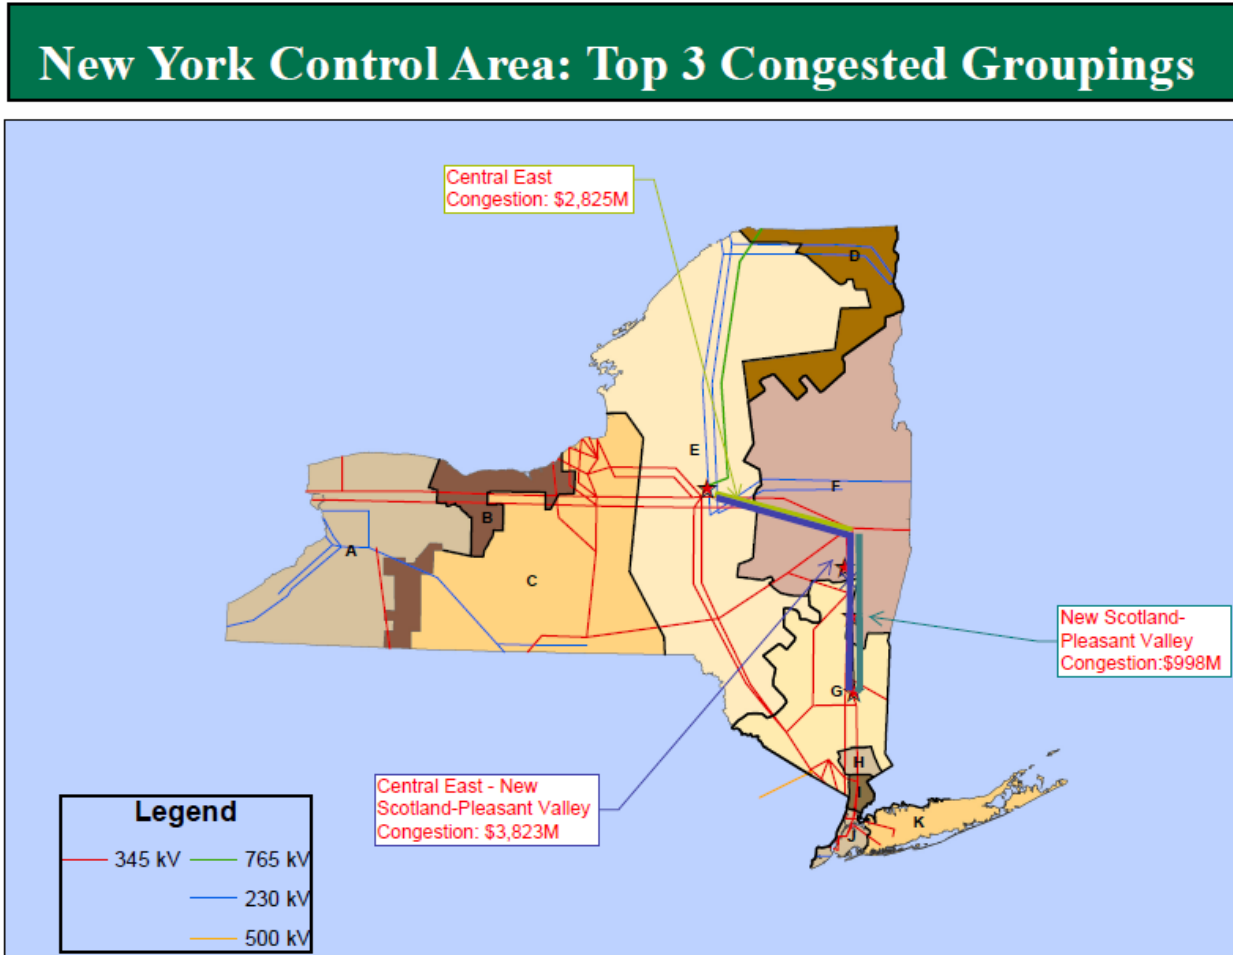 New York Control Area: Top 3 Congested Groupings
Central East
Congestion: $2,825M
D
E
F
B
A
C
New Scotland-
Pleasant Valley
Congestion:$998M
G
H
I
J
K
Central East - New
Scotland-Pleasant Valley
Congestion: $3,823M
Legend
345 kV
765 kV
230 kV
500 kV